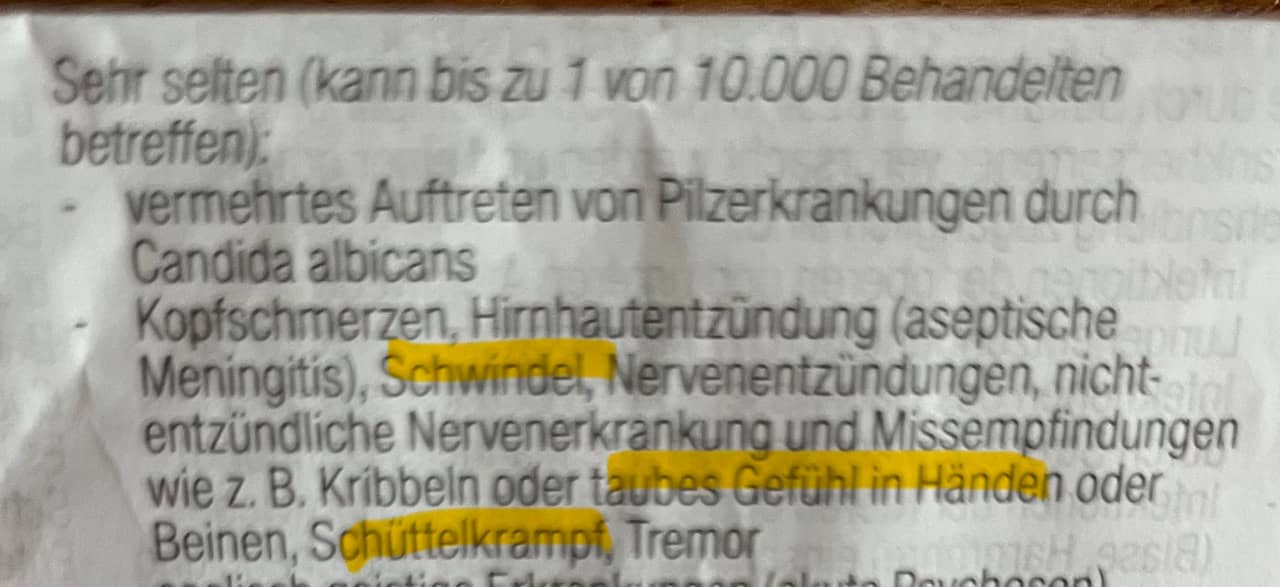 Sehr selten (kann bis zu 1 von 10.000 Behandelten
betreffen):
- vermehrtes Auftreten von Pilzerkrankungen durch
Candida albicans
- Kopfschmerzen, Hirnhautentzündung (aseptische
Meningitis), Schwindel, Nervenentzündungen, nicht-
entzündliche Nervenerkrankung und Missempfindungen
wie z. B. Kribbeln oder taubes Gefühl in Händen oder
Beinen, Schüttelkrampf, Tremor
(akute Psychosen)